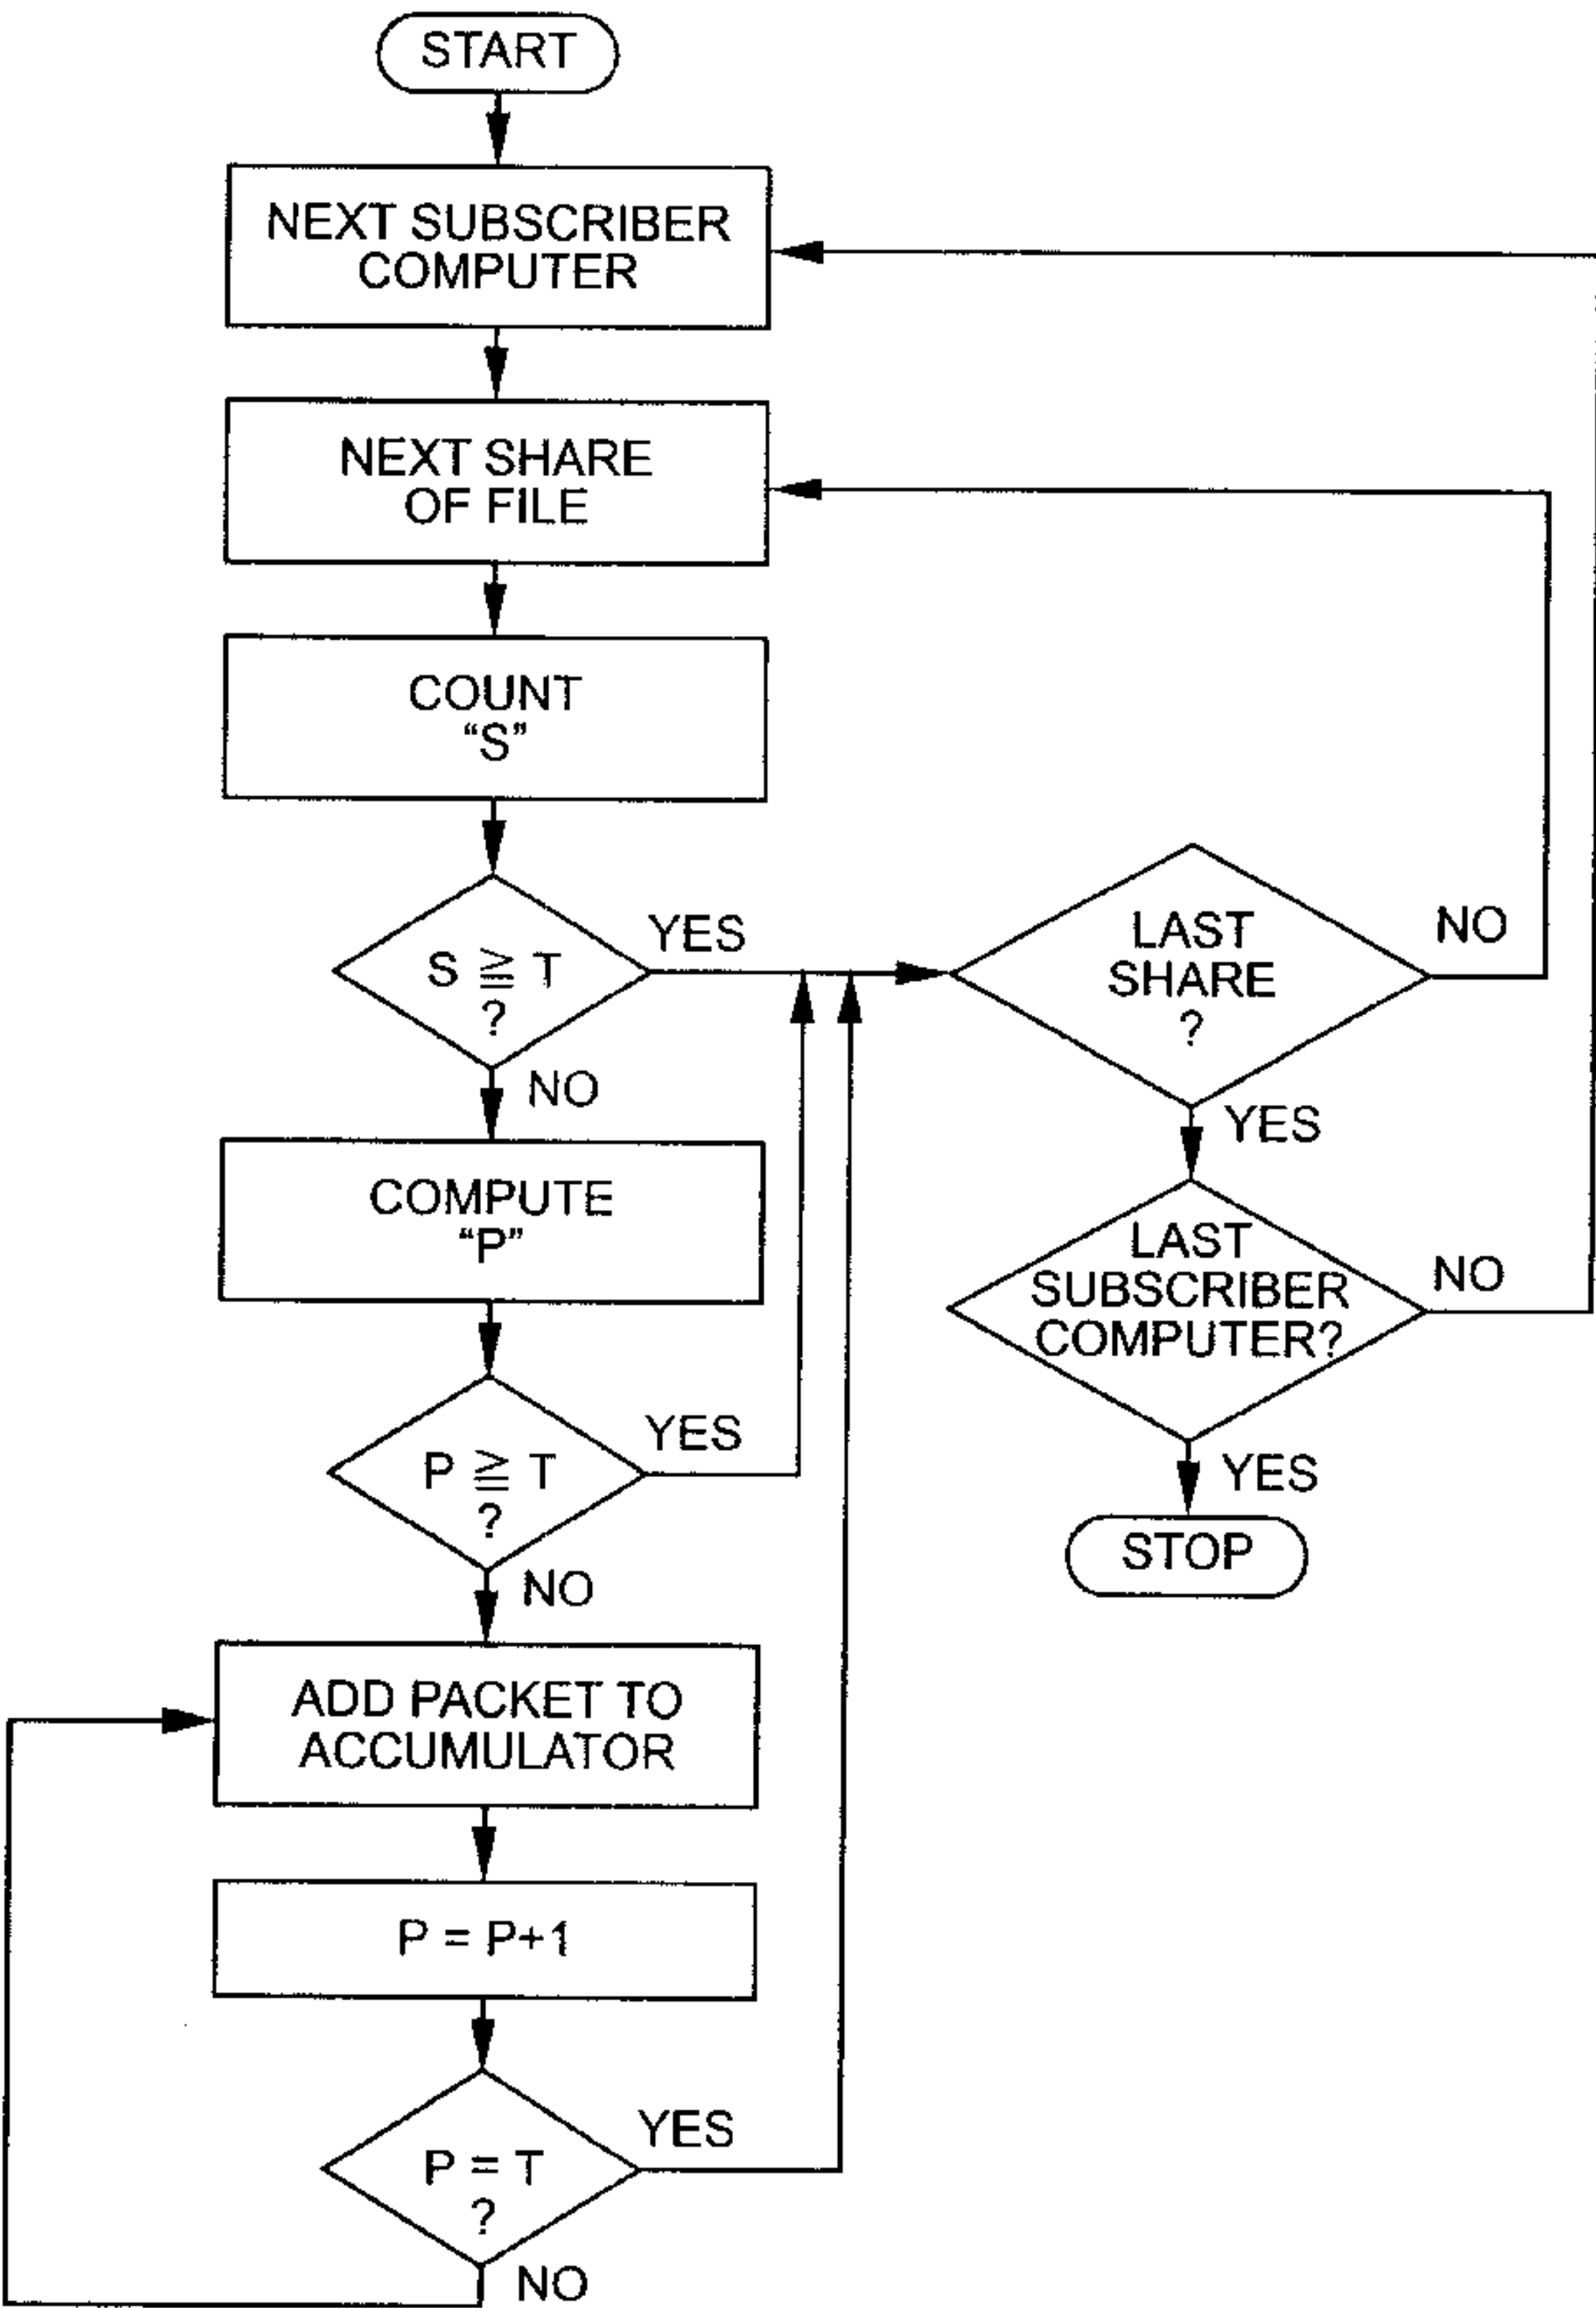 START
NEXT SUBSCRIBER
COMPUTER
NEXT SHARE
OF FILE
COUNT
“S”
S ≧ T
?
YES
NO
COMPUTE
“P”
P ≧ T
?
YES
NO
ADD PACKET TO
ACCUMULATOR
P = P+1
P = T
?
YES
NO
LAST
SHARE
?
NO
YES
LAST
SUBSCRIBER
COMPUTER?
NO
YES
STOP